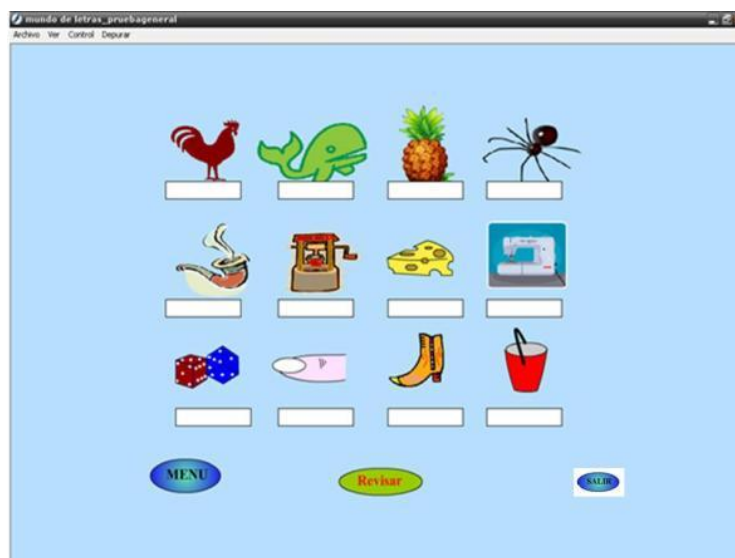 mundo de letras_pruebageneral
Archivo Ver Control Depurar
MENU
Revisar
SALIR